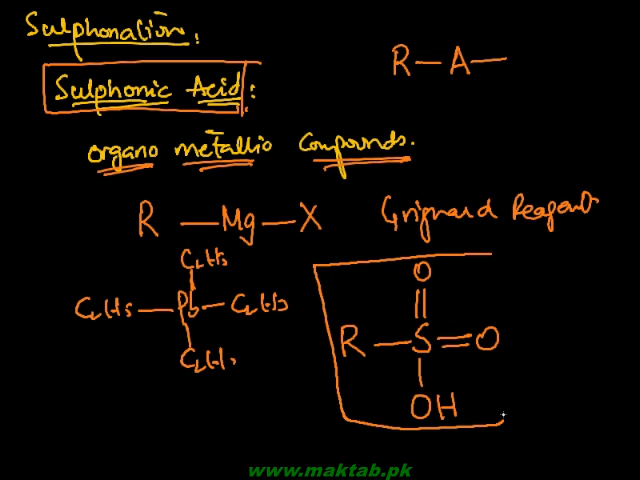 Sulphonation:
R—A—
Sulphonic Acid:
organo metallic Compounds.
R—Mg—X Grignard Reagent
C₂H₅
C₂H₅—Pb—C₂H₅
C₂H₅
O
R—S=O
OH
www.maktab.pk